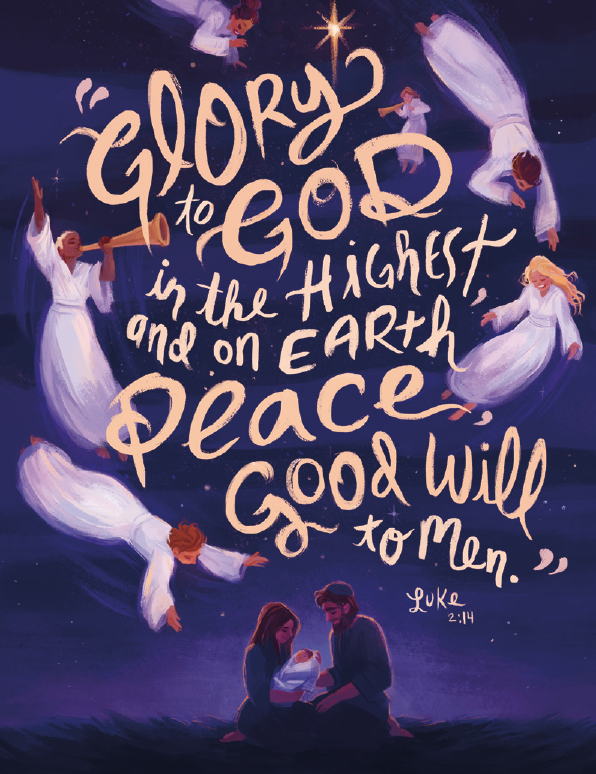 "Glory
to GOD
in the HiGHEST,
and on EARth
Peace,
Good Will
to Men."
Luke
2:14